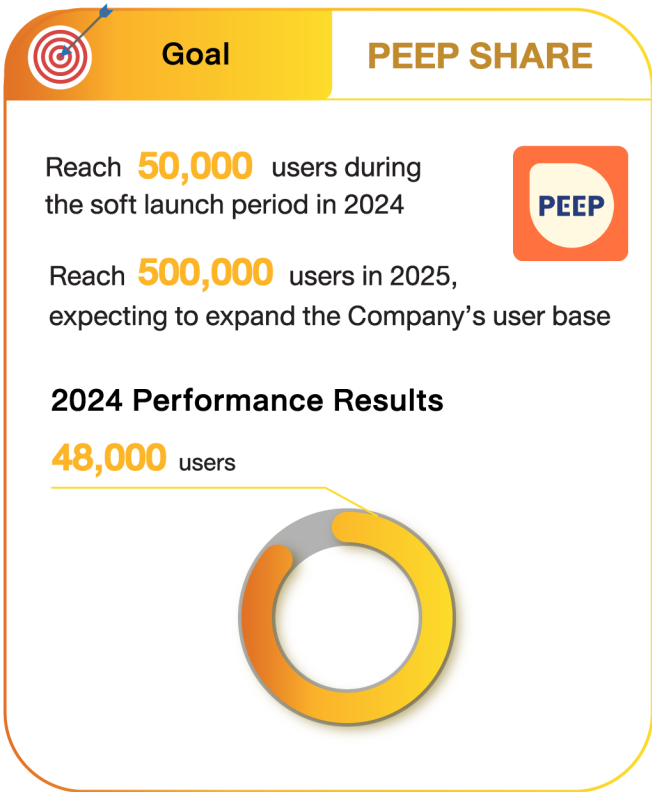 Goal
PEEP SHARE
Reach 50,000 users during
the soft launch period in 2024
PEEP
Reach 500,000 users in 2025,
expecting to expand the Company’s user base
2024 Performance Results
48,000 users